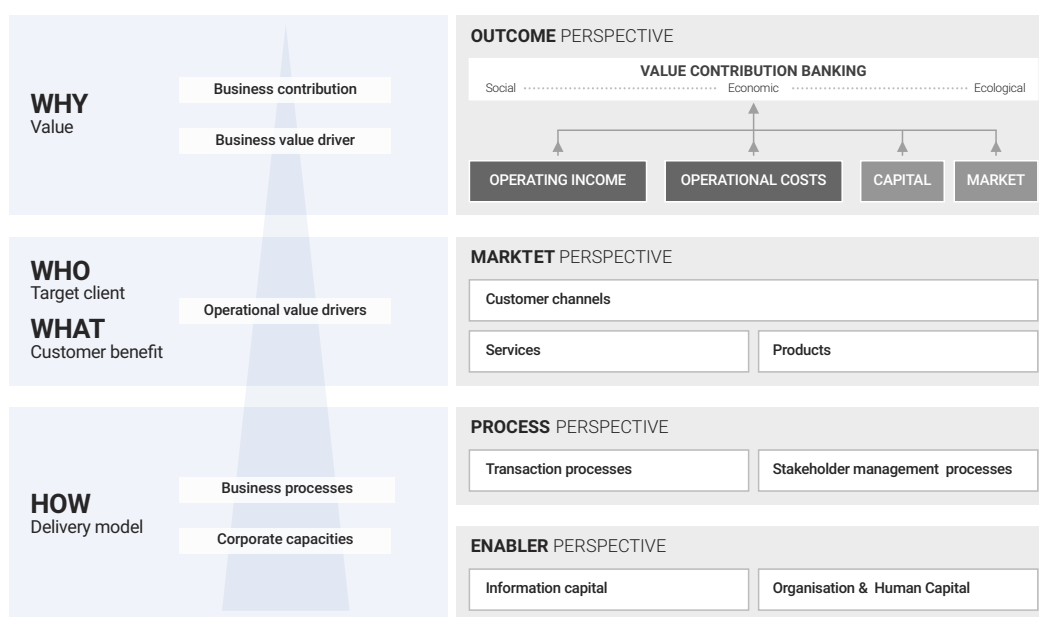 WHY
Value
Business contribution
Business value driver
OUTCOME PERSPECTIVE
VALUE CONTRIBUTION BANKING
Social Economic Ecological
OPERATING INCOME OPERATIONAL COSTS CAPITAL MARKET
WHO
Target client
WHAT
Customer benefit
Operational value drivers
MARKTET PERSPECTIVE
Customer channels
Services Products
HOW
Delivery model
Business processes
Corporate capacities
PROCESS PERSPECTIVE
Transaction processes Stakeholder management processes
ENABLER PERSPECTIVE
Information capital Organisation & Human Capital